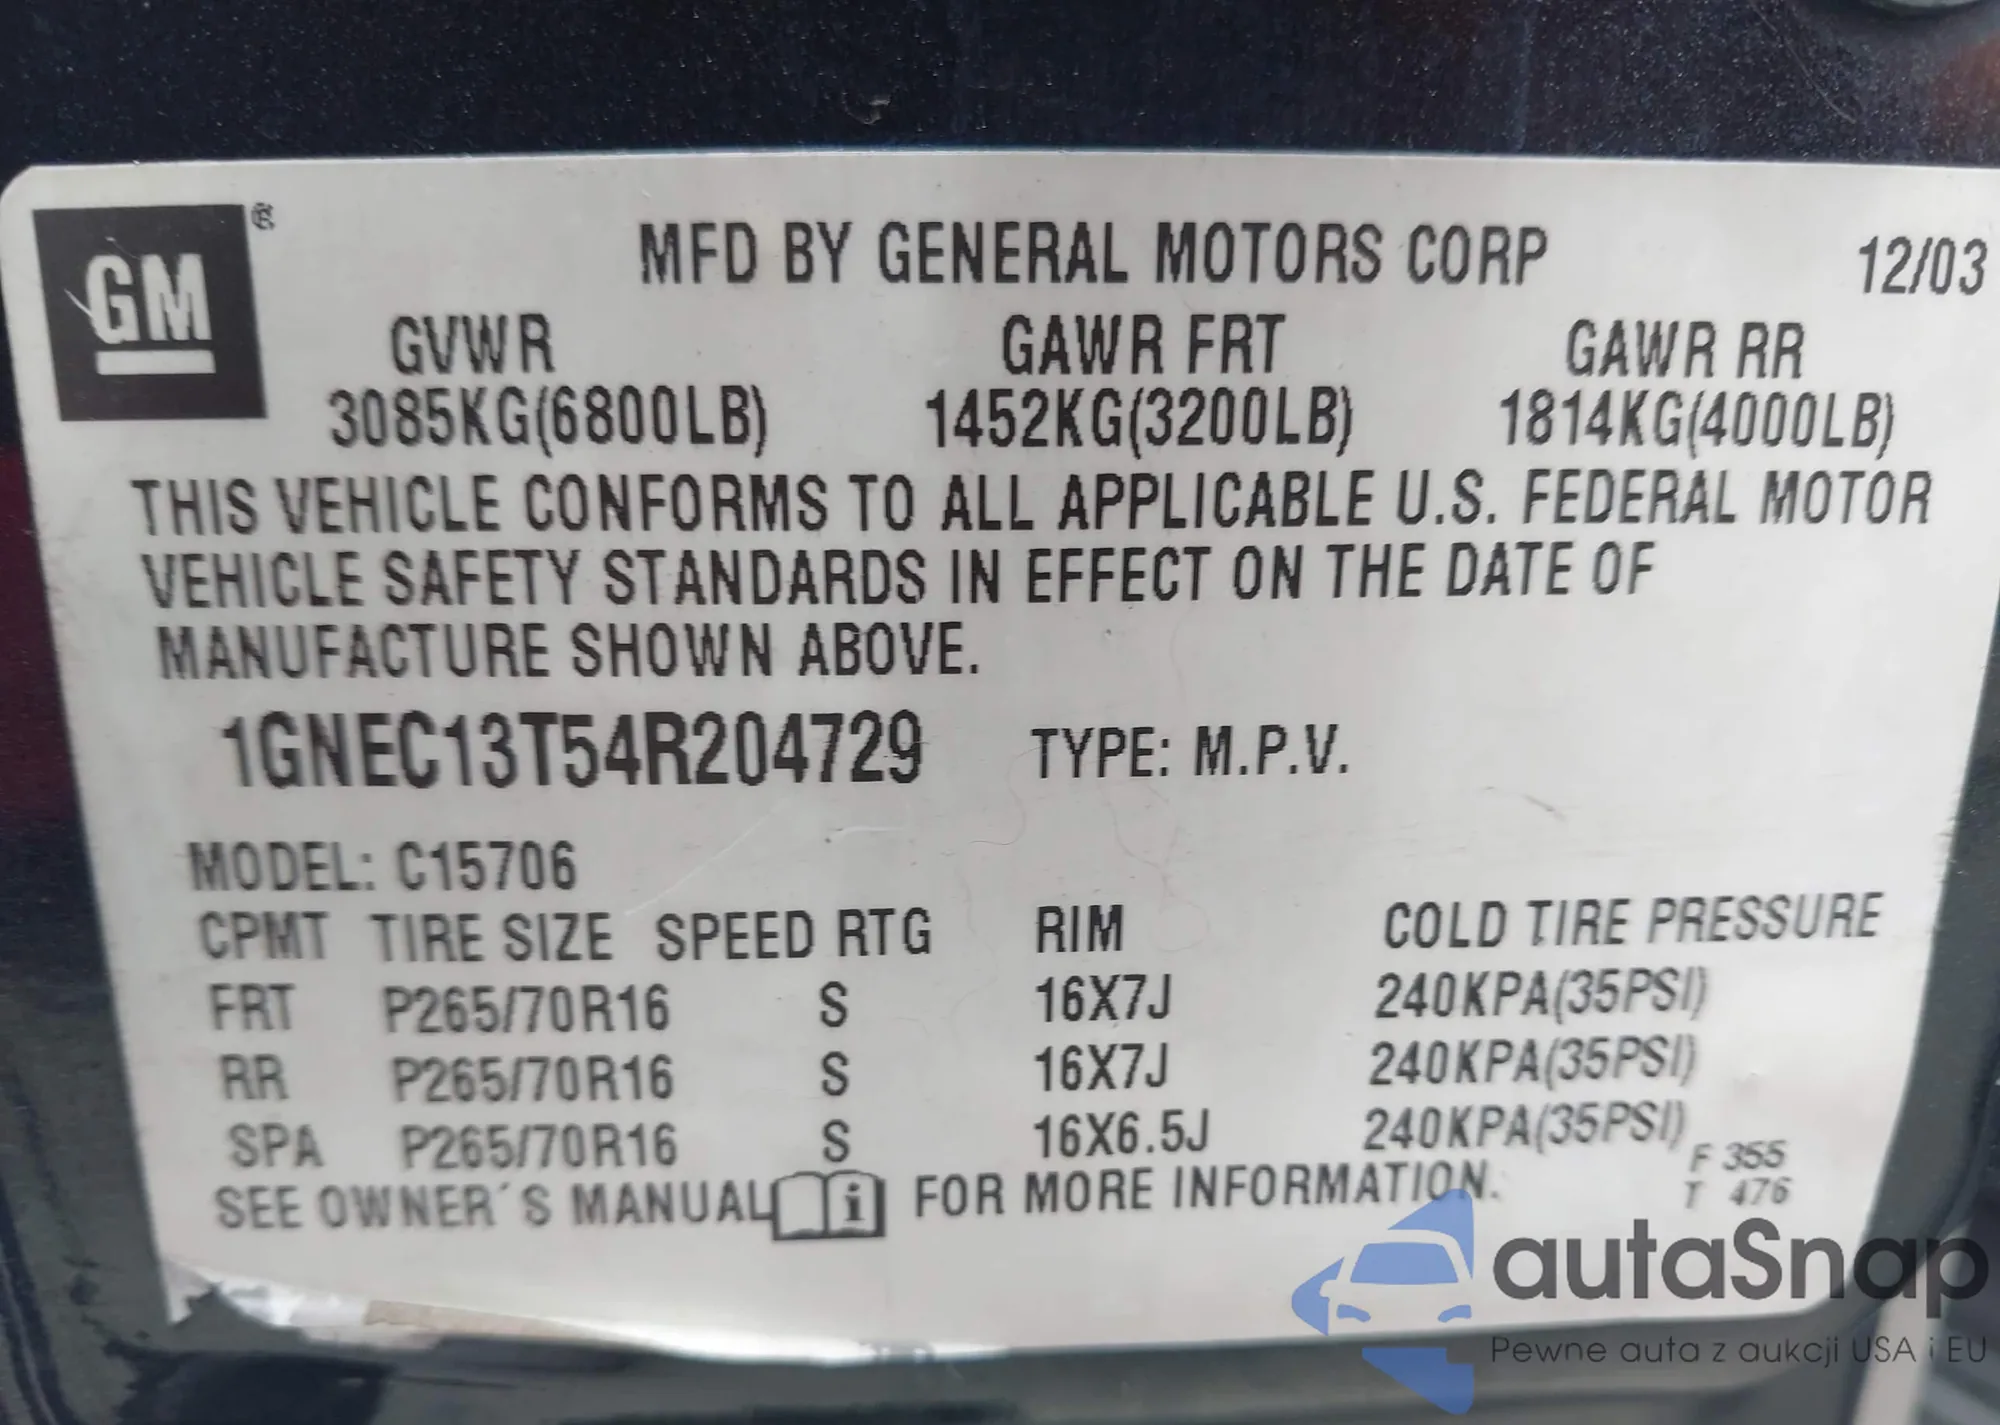 GM®
MFD BY GENERAL MOTORS CORP 12/03
GVWR GAWR FRT GAWR RR
3085KG(6800LB) 1452KG(3200LB) 1814KG(4000LB)
THIS VEHICLE CONFORMS TO ALL APPLICABLE U.S. FEDERAL MOTOR
VEHICLE SAFETY STANDARDS IN EFFECT ON THE DATE OF
MANUFACTURE SHOWN ABOVE.
1GNEC13T54R204729 TYPE: M.P.V.
MODEL: C15706
CPMT TIRE SIZE SPEED RTG RIM COLD TIRE PRESSURE
FRT P265/70R16 S 16X7J 240KPA(35PSI)
RR P265/70R16 S 16X7J 240KPA(35PSI)
SPA P265/70R16 S 16X6.5J 240KPA(35PSI)
F 355
SEE OWNER´S MANUAL i FOR MORE INFORMATION. T 476
autaSnap
Pewne auta z aukcji USA i EU